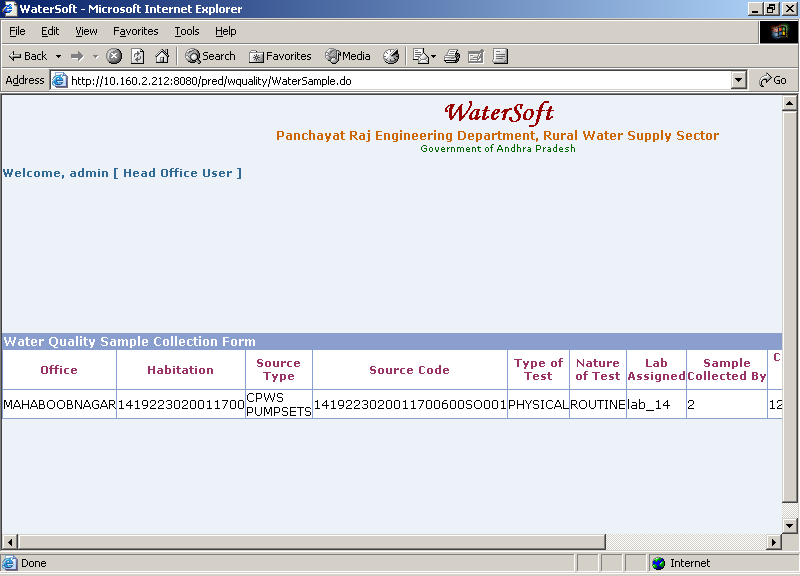 WaterSoft - Microsoft Internet Explorer
File Edit View Favorites Tools Help
Back Search Favorites Media
Address http://10.160.2.212:8080/pred/wquality/WaterSample.do Go
WaterSoft
Panchayat Raj Engineering Department, Rural Water Supply Sector
Government of Andhra Pradesh
Welcome, admin [ Head Office User ]
Water Quality Sample Collection Form
Office Habitation Source Type Source Code Type of Test Nature of Test Lab Assigned Sample Collected By C
MAHABOOBNAGAR 1419223020011700 CPWS PUMPSETS 1419223020011700600SO001 PHYSICAL ROUTINE lab_14 2 12
Done Internet